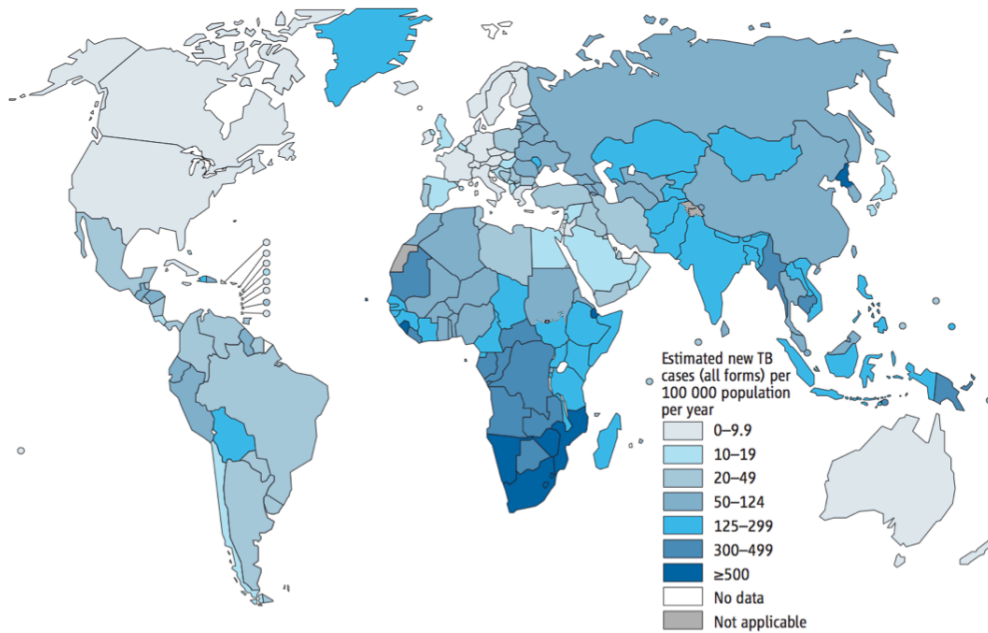 Estimated new TB
cases (all forms) per
100 000 population
per year
0–9.9
10–19
20–49
50–124
125–299
300–499
≥500
No data
Not applicable